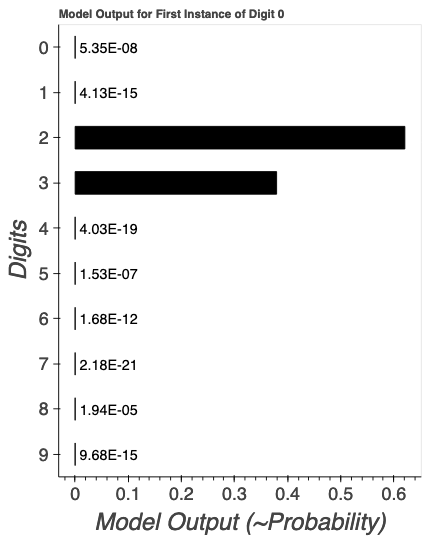 Model Output for First Instance of Digit 0
0 5.35E-08
1 4.13E-15
2
3
4 4.03E-19
5 1.53E-07
6 1.68E-12
7 2.18E-21
8 1.94E-05
9 9.68E-15
Digits
0 0.1 0.2 0.3 0.4 0.5 0.6
Model Output (~Probability)